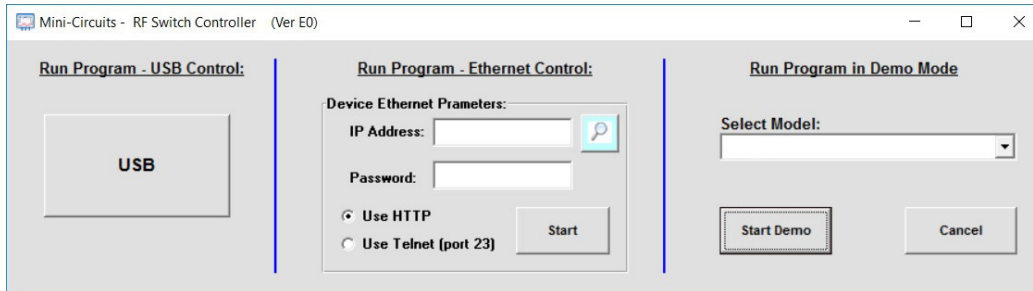 Mini-Circuits - RF Switch Controller (Ver E0)
Run Program - USB Control:
USB
Run Program - Ethernet Control:
Device Ethernet Prameters:
IP Address:
Password:
Use HTTP
Use Telnet (port 23)
Start
Run Program in Demo Mode
Select Model:
Start Demo
Cancel